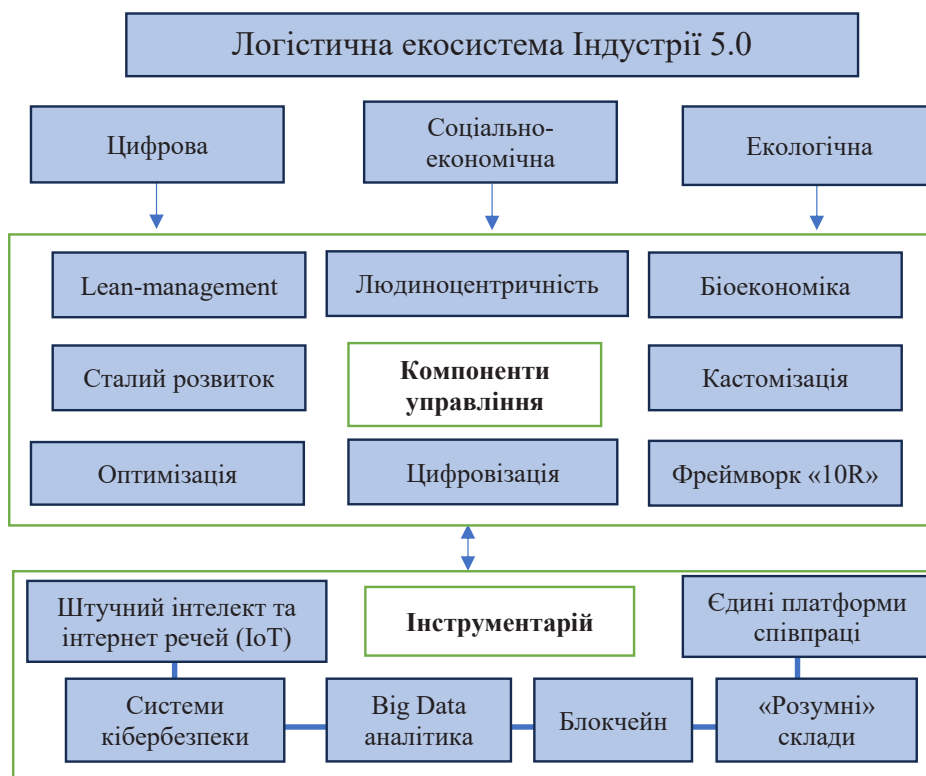 Логістична екосистема Індустрії 5.0
Цифрова
Соціально-
економічна
Екологічна
Lean-management
Людиноцентричність
Біоекономіка
Сталий розвиток
Компоненти
управління
Кастомізація
Оптимізація
Цифровізація
Фреймворк «10R»
Штучний інтелект та
інтернет речей (IoT)
Інструментарій
Єдині платформи
співпраці
Системи
кібербезпеки
Big Data
аналітика
Блокчейн
«Розумні»
склади